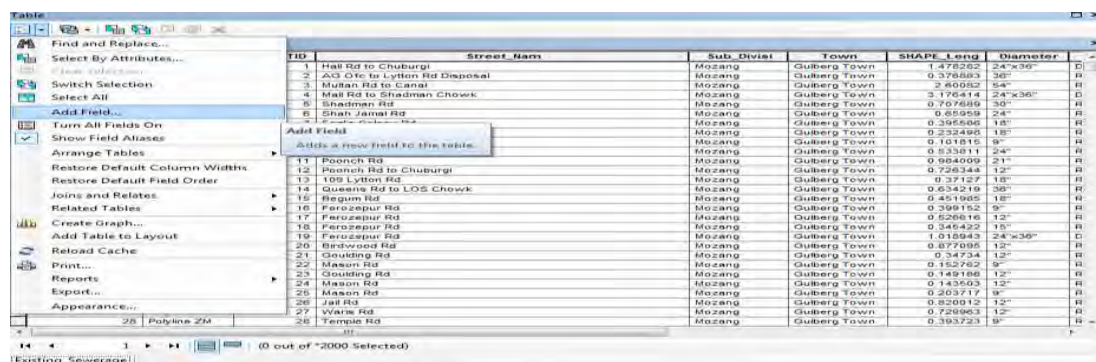 Table
Find and Replace...
Select By Attributes...
Clear Selection
Switch Selection
Select All
Add Field...
Turn All Fields On
Show Field Aliases
Arrange Tables
Restore Default Column Widths
Restore Default Field Order
Joins and Relates
Related Tables
Create Graph...
Add Table to Layout
Reload Cache
Print...
Reports
Export...
Appearance...
Add Field
Adds a new field to the table.
TID Street_Nam Sub_Divisi Town SHAPE_Leng Diameter
1 Hall Rd to Chuburgi Mozang Gulberg Town 1.478262 24"x36" D
2 AG Ofc to Lytton Rd Disposal Mozang Gulberg Town 0.376883 36" R
3 Multan Rd to Canal Mozang Gulberg Town 2.60082 54" R
4 Mall Rd to Shadman Chowk Mozang Gulberg Town 3.176414 24"x36" D
5 Shadman Rd Mozang Gulberg Town 0.707689 30" R
6 Shah Jamal Rd Mozang Gulberg Town 0.65959 24" R
Mozang Gulberg Town 0.395586 18" R
Mozang Gulberg Town 0.232498 18" R
Mozang Gulberg Town 0.101815 9" R
Mozang Gulberg Town 0.533811 24" R
11 Poonch Rd Mozang Gulberg Town 0.984009 21" R
12 Poonch Rd to Chuburgi Mozang Gulberg Town 0.726344 12" R
13 109 Lytton Rd Mozang Gulberg Town 0.37127 18" R
14 Queens Rd to LOS Chowk Mozang Gulberg Town 0.634219 36" R
15 Begum Rd Mozang Gulberg Town 0.451985 18" R
16 Ferozepur Rd Mozang Gulberg Town 0.399152 9" R
17 Ferozepur Rd Mozang Gulberg Town 0.526616 12" R
18 Ferozepur Rd Mozang Gulberg Town 0.345422 15" R
19 Ferozepur Rd Mozang Gulberg Town 1.018943 24"x36" D
20 Birdwood Rd Mozang Gulberg Town 0.877095 12" R
21 Goulding Rd Mozang Gulberg Town 0.34734 12" R
22 Mason Rd Mozang Gulberg Town 0.152762 9" R
23 Goulding Rd Mozang Gulberg Town 0.149186 12" R
24 Mason Rd Mozang Gulberg Town 0.143503 12" R
25 Mason Rd Mozang Gulberg Town 0.203717 9" R
26 Jail Rd Mozang Gulberg Town 0.820012 12" R
27 Waris Rd Mozang Gulberg Town 0.729963 12" R
28 Polyline ZM 28 Temple Rd Mozang Gulberg Town 0.393723 9" R
1 (0 out of *2000 Selected)
Existing_Sewerage